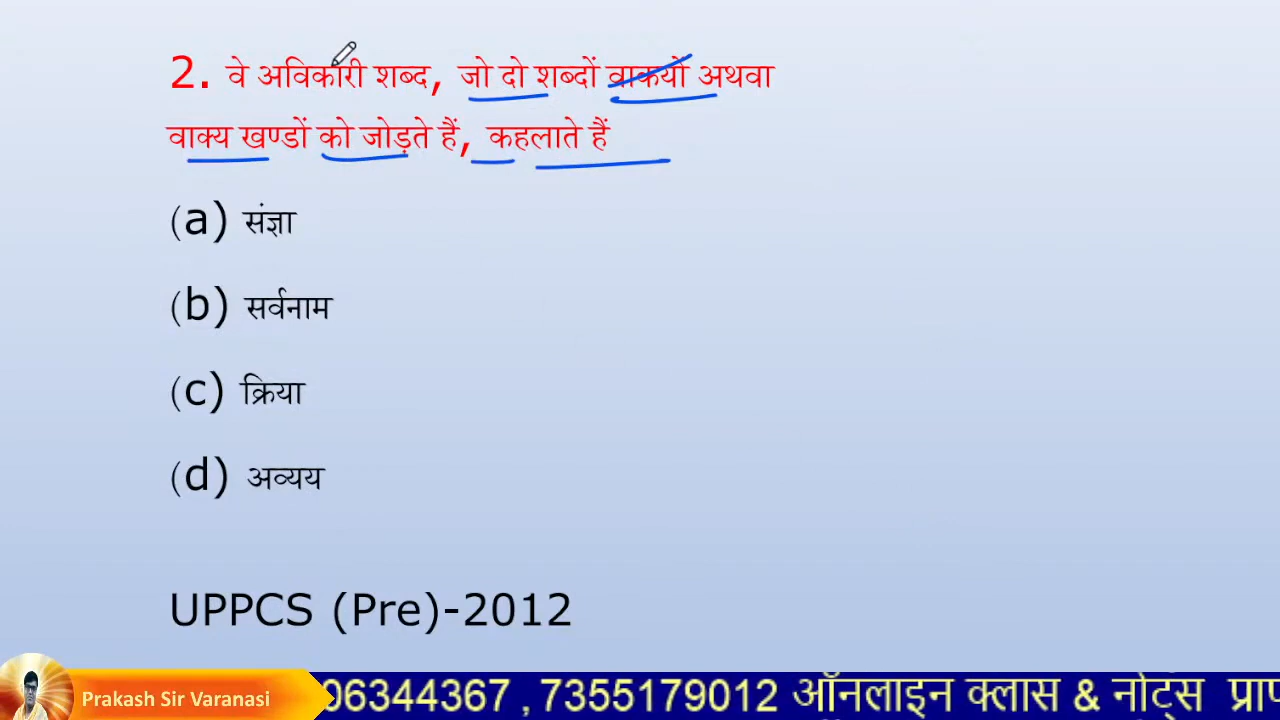 2. वे अविकारी शब्द, जो दो शब्दों वाकयों अथवा
वाक्य खण्डों को जोड़ते हैं, कहलाते हैं
(a) संज्ञा
(b) सर्वनाम
(c) क्रिया
(d) अव्यय
UPPCS (Pre)-2012
Prakash Sir Varanasi
06344367 ,7355179012 ऑनलाइन क्लास & नोट्स